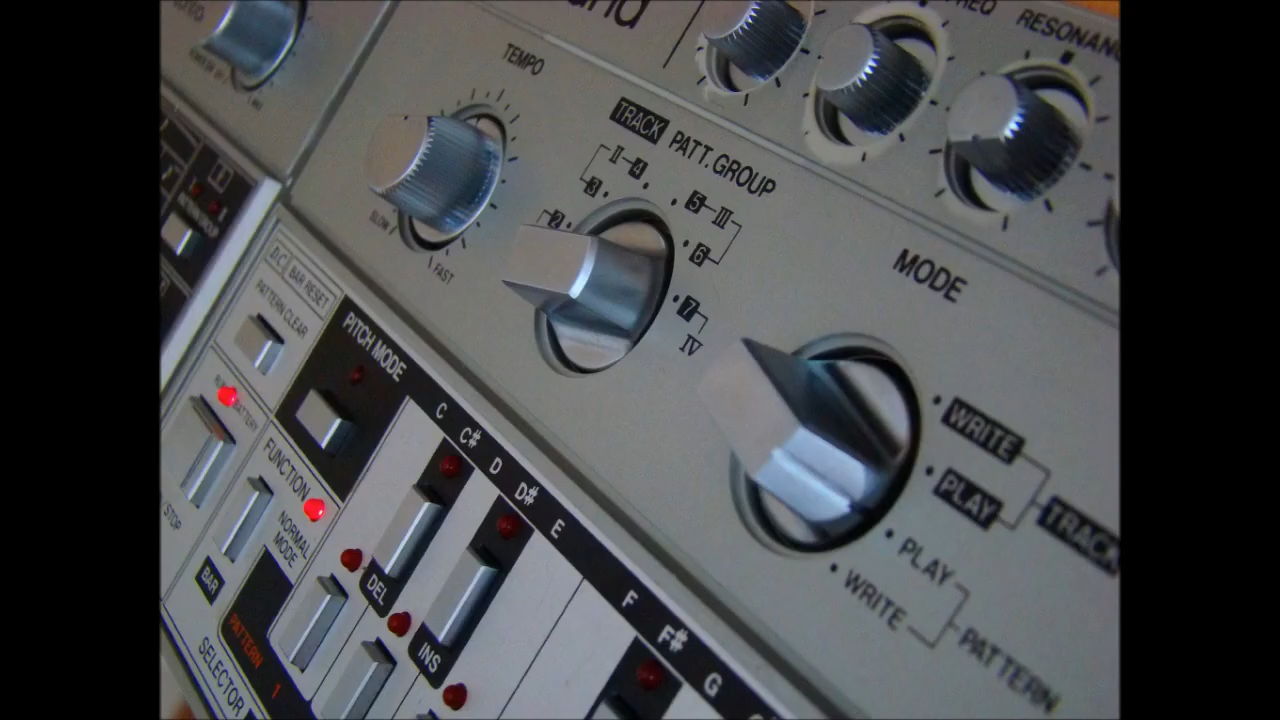 RESONANC
TEMPO
SLOW
FAST
TRACK PATT.GROUP
II 4
3
2
5 III
6
7
IV
MODE
WRITE
PLAY
TRACK
PLAY
WRITE
PATTERN
D.C. BAR RESET
PATTERN CLEAR
PITCH MODE
C C# D D# E F F# G
STOP
FUNCTION
NORMAL
MODE
BAR
DEL
INS
PATTERN 1
SELECTOR